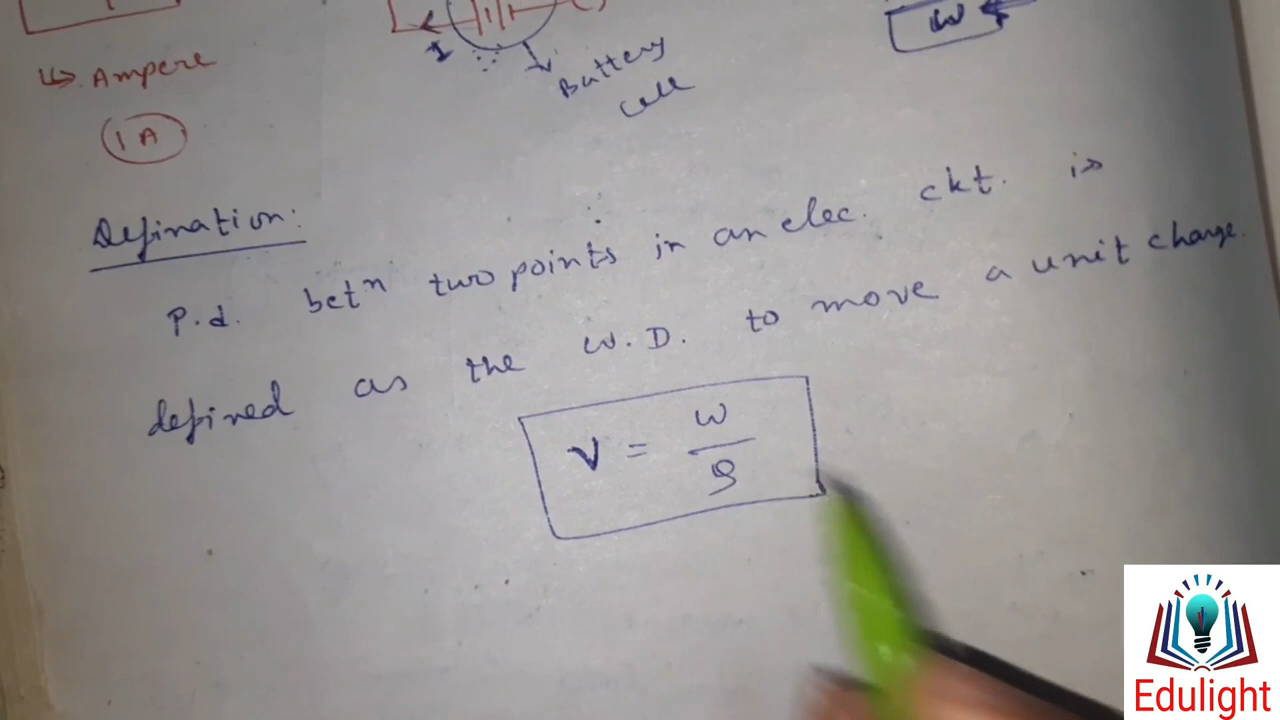 ↳ Ampere
1 A
I
Battery
cell
W
Defination:
P.d. betⁿ two points in an elec. ckt. is
defined as the W.D. to move a unit charge.
V = W/Q
Edulight